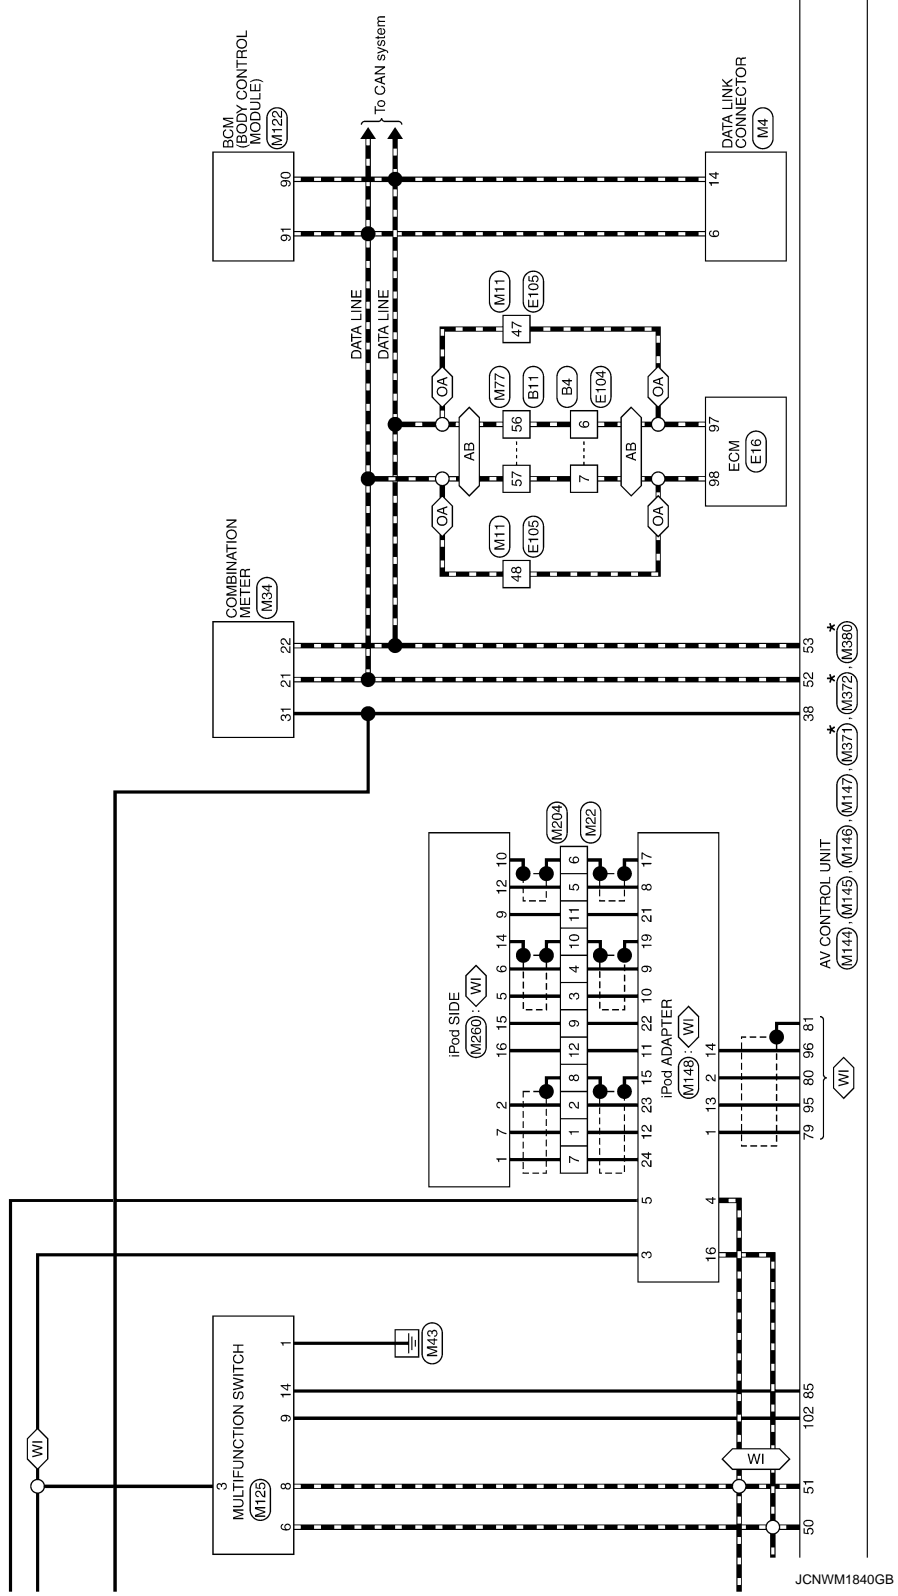 To CAN system
BCM
(BODY CONTROL
MODULE)
M122
90
91
DATA LINK
CONNECTOR
M4
14
6
DATA LINE
DATA LINE
M11
E105
47
OA
OA
M77
B11
B4
E104
56
6
AB
AB
57
7
97
98
ECM
E16
OA
OA
M11
E105
48
COMBINATION
METER
M34
22
21
31
53
52
38
AV CONTROL UNIT
M144 , M145 , M146 , M147 , M371 * , M372 * , M380 *
iPod SIDE
M260 : WI
1 7 2 16 15 5 6 14 9 12 10
M204
M22
7 1 2 8 12 9 3 4 10 11 5 6
24 12 23 15 11 22 10 9 19 21 8 17
iPod ADAPTER
M148 : WI
3 5
16 4 1 13 2 14
79 95 80 96 81
WI
MULTIFUNCTION SWITCH
M125
WI
3
6 8 9 14 1
M43
WI
50 51 102 85
JCNWM1840GB